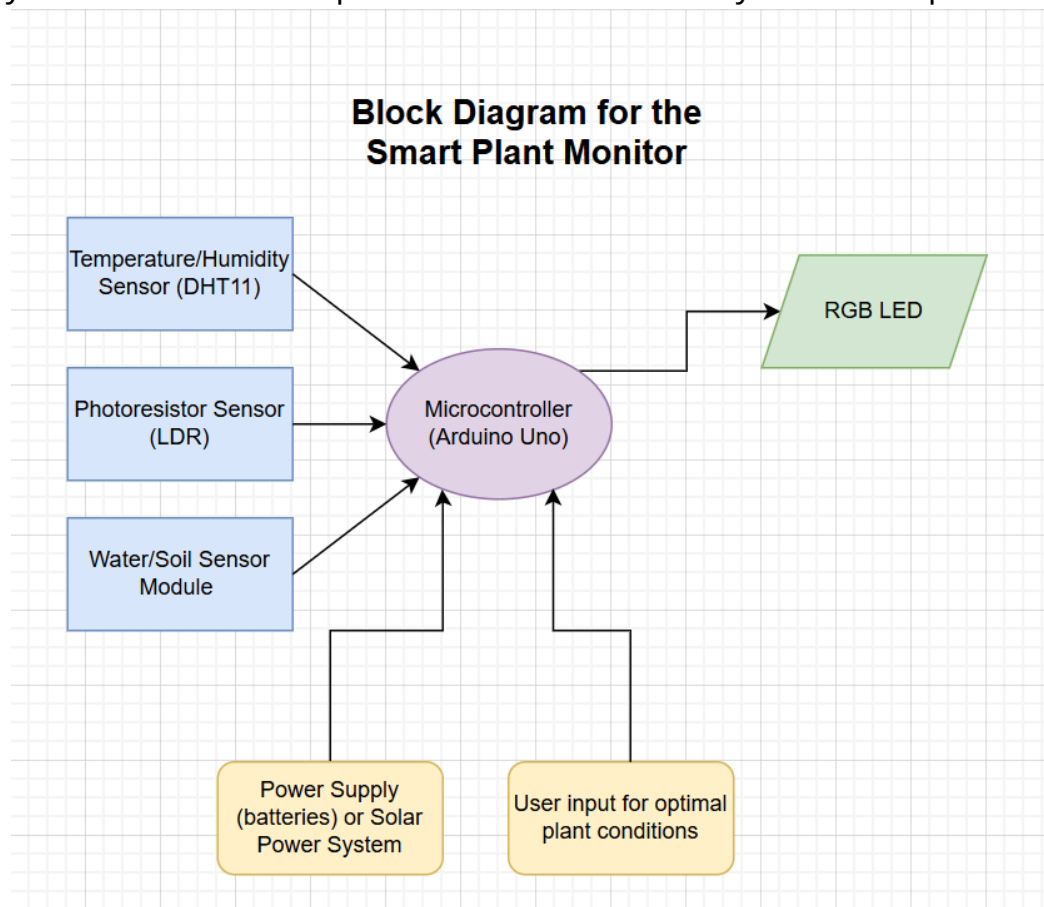 Block Diagram for the
Smart Plant Monitor
Temperature/Humidity
Sensor (DHT11)
RGB LED
Photoresistor Sensor
(LDR)
Microcontroller
(Arduino Uno)
Water/Soil Sensor
Module
Power Supply
(batteries) or Solar
Power System
User input for optimal
plant conditions